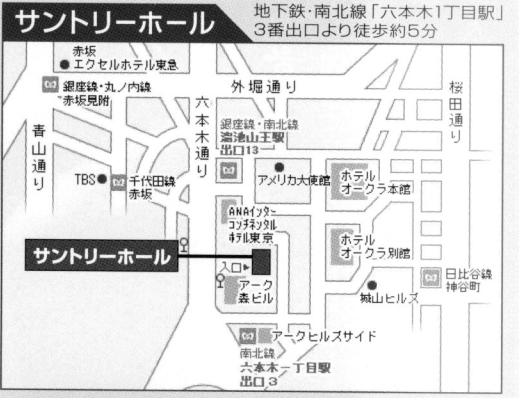 サントリーホール
地下鉄・南北線「六本木1丁目駅」
3番出口より徒歩約5分
赤坂
エクセルホテル東急
銀座線・丸ノ内線
赤坂見附
外堀通り
桜田通り
六本木通り
青山通り
銀座線・南北線
溜池山王駅
出口13
TBS
千代田線
赤坂
アメリカ大使館
ホテル
オークラ本館
ANAインター
コンチネンタル
ホテル東京
サントリーホール
ホテル
オークラ別館
入口
アーク
森ビル
城山ヒルズ
日比谷線
神谷町
アークヒルズサイド
南北線
六本木一丁目駅
出口3